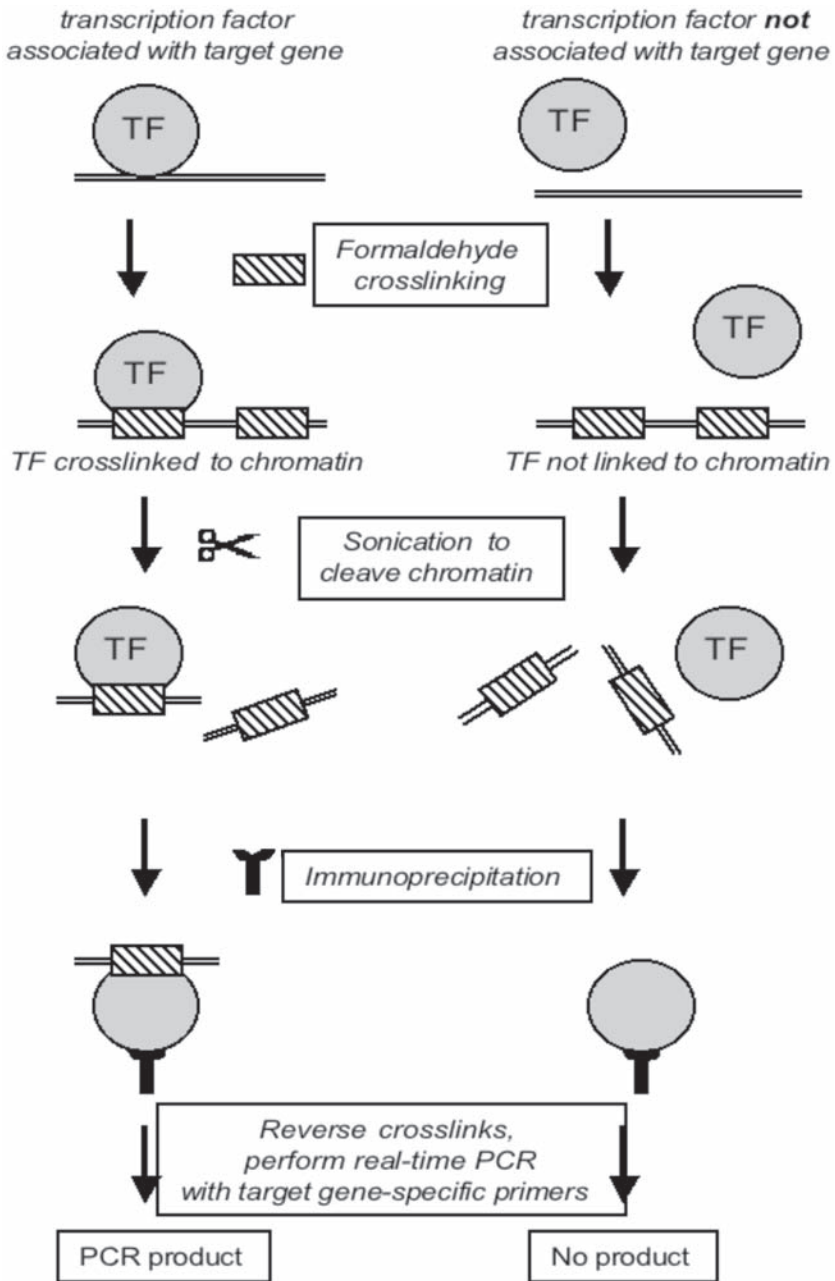 transcription factor
associated with target gene
transcription factor not
associated with target gene
TF
TF
Formaldehyde
crosslinking
TF
TF
TF crosslinked to chromatin
TF not linked to chromatin
Sonication to
cleave chromatin
TF
TF
Immunoprecipitation
Reverse crosslinks,
perform real-time PCR
with target gene-specific primers
PCR product
No product